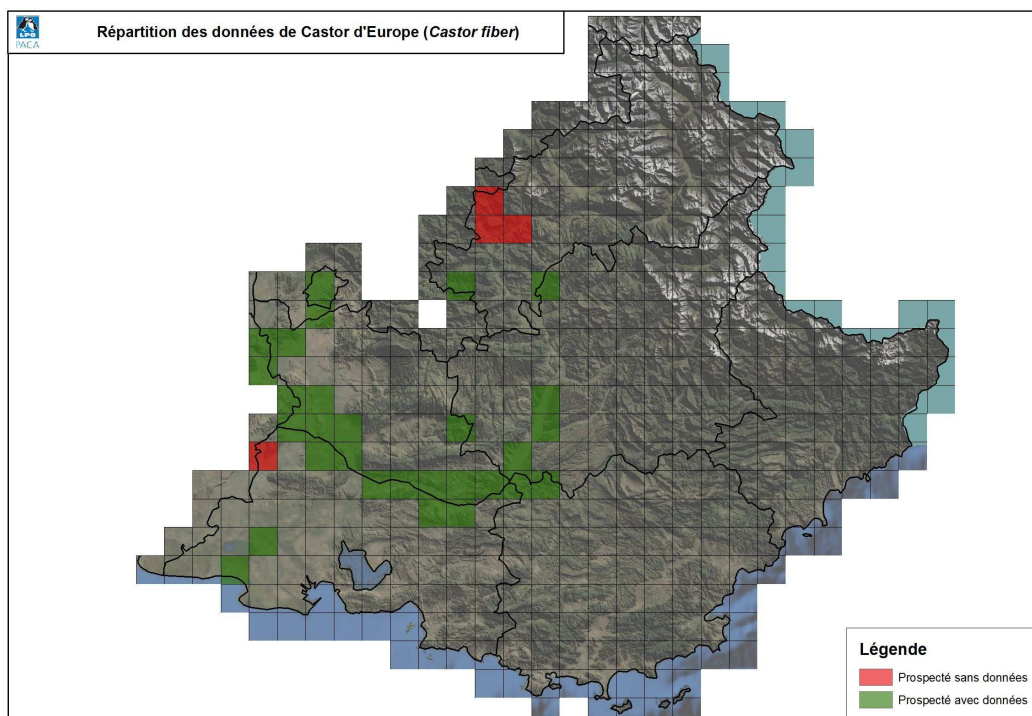 LPO
PACA
Répartition des données de Castor d'Europe (Castor fiber)
Légende
Prospecté sans données
Prospecté avec données